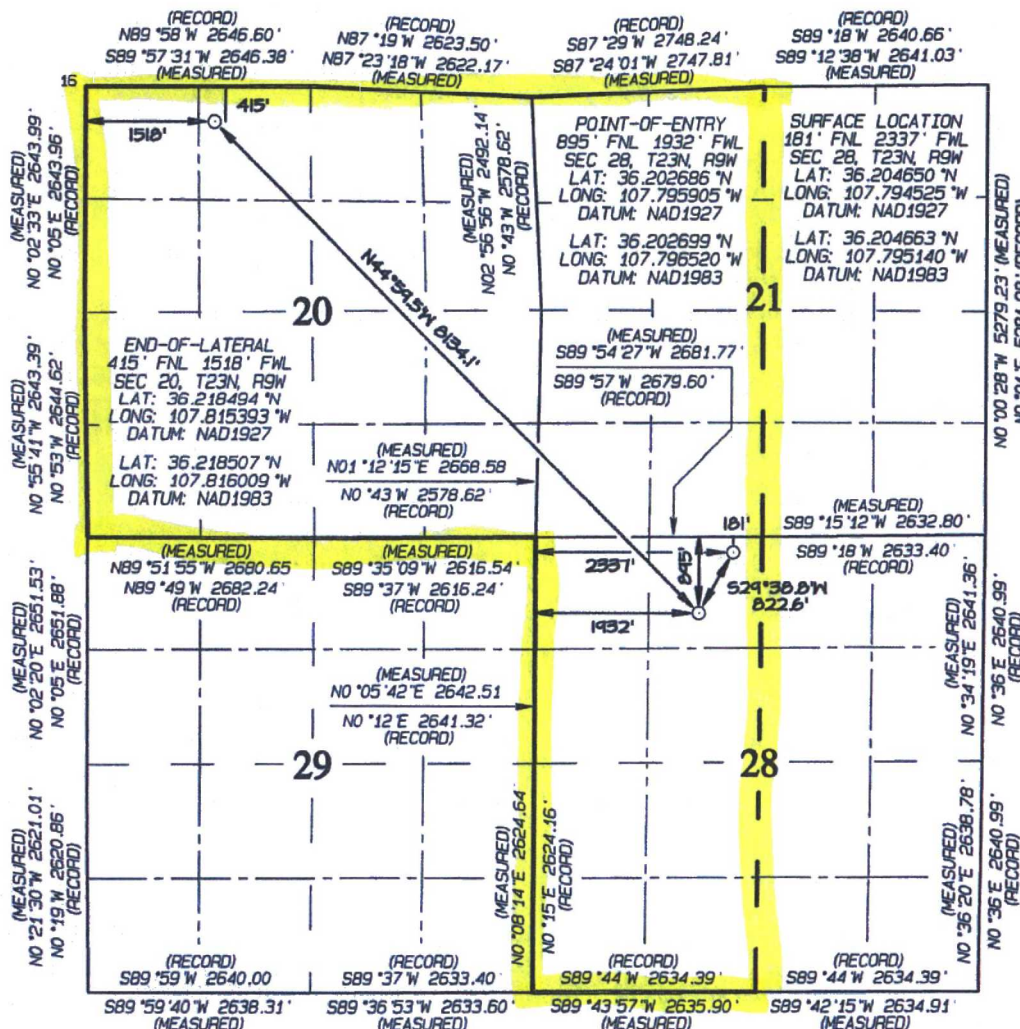 (RECORD)
N89°58'W 2646.60'
S89°57'31"W 2646.38'
(MEASURED)
(RECORD)
N87°19'W 2623.50'
N87°23'18"W 2622.17'
(MEASURED)
(RECORD)
S87°29'W 2748.24'
S87°24'01"W 2747.81'
(MEASURED)
(RECORD)
S89°18'W 2640.66'
S89°12'38"W 2641.03'
(MEASURED)
16
415'
1518'
(MEASURED)
N0°02'33"E 2643.99'
N0°05'E 2643.96'
(RECORD)
N02°56'56"W 2492.14'
N0°43'W 2578.62'
(RECORD)
POINT-OF-ENTRY
895' FNL 1932' FWL
SEC 28, T23N, R9W
LAT: 36.202686°N
LONG: 107.795905°W
DATUM: NAD1927
LAT: 36.202699°N
LONG: 107.796520°W
DATUM: NAD1983
SURFACE LOCATION
181' FNL 2337' FWL
SEC 28, T23N, R9W
LAT: 36.204650°N
LONG: 107.794525°W
DATUM: NAD1927
LAT: 36.204663°N
LONG: 107.795140°W
DATUM: NAD1983
N0°00'28"W 5279.23' (MEASURED)
N44°59.5'W 8134.1'
20
21
END-OF-LATERAL
415' FNL 1518' FWL
SEC 20, T23N, R9W
LAT: 36.218494°N
LONG: 107.815393°W
DATUM: NAD1927
LAT: 36.218507°N
LONG: 107.816009°W
DATUM: NAD1983
(MEASURED)
S89°54'27"W 2681.77'
S89°57'W 2679.60'
(RECORD)
(MEASURED)
N0°55'41"W 2643.39'
N0°53'W 2644.62'
(RECORD)
(MEASURED)
N01°12'15"E 2668.58
N0°43'W 2578.62'
(RECORD)
(MEASURED)
S89°15'12"W 2632.80'
S89°18'W 2633.40'
(RECORD)
181'
(MEASURED)
N89°51'55"W 2680.65
N89°49'W 2682.24'
(RECORD)
(MEASURED)
S89°35'09"W 2616.54'
S89°37'W 2616.24'
(RECORD)
2337'
895'
S29°38.8'W
822.6'
1932'
(MEASURED)
N0°02'20"E 2651.53'
N0°05'E 2651.88'
(RECORD)
(MEASURED)
N0°34'19"E 2641.36'
N0°36'E 2640.99'
(RECORD)
(MEASURED)
N0°05'42"E 2642.51
N0°12'E 2641.32'
(RECORD)
29
28
(MEASURED)
N0°21'30"W 2621.01'
N0°19'W 2620.86'
(RECORD)
(MEASURED)
N0°08'14"E 2624.64'
N0°15'E 2624.16'
(RECORD)
(MEASURED)
N0°36'20"E 2638.78'
N0°36'E 2640.99'
(RECORD)
(RECORD)
S89°59'W 2640.00
S89°59'40"W 2638.31'
(MEASURED)
(RECORD)
S89°37'W 2633.40
S89°36'53"W 2633.60
(MEASURED)
(RECORD)
S89°44'W 2634.39'
S89°43'57"W 2635.90'
(MEASURED)
(RECORD)
S89°44'W 2634.39'
S89°42'15"W 2634.91'
(MEASURED)